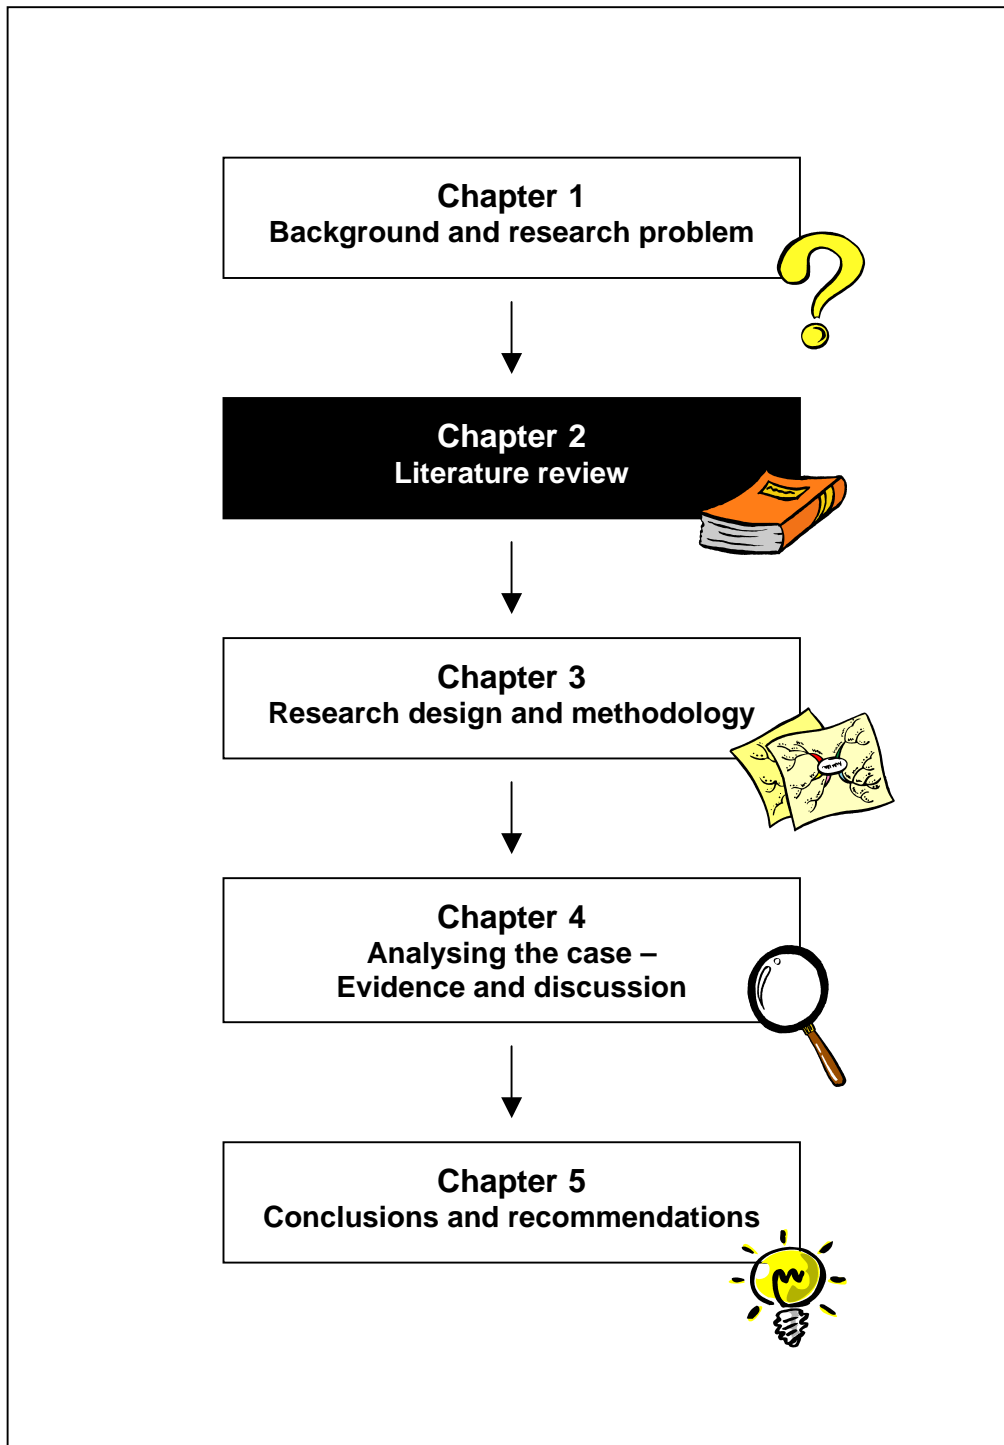 Chapter 1
Background and research problem
Chapter 2
Literature review
Chapter 3
Research design and methodology
Chapter 4
Analysing the case –
Evidence and discussion
Chapter 5
Conclusions and recommendations